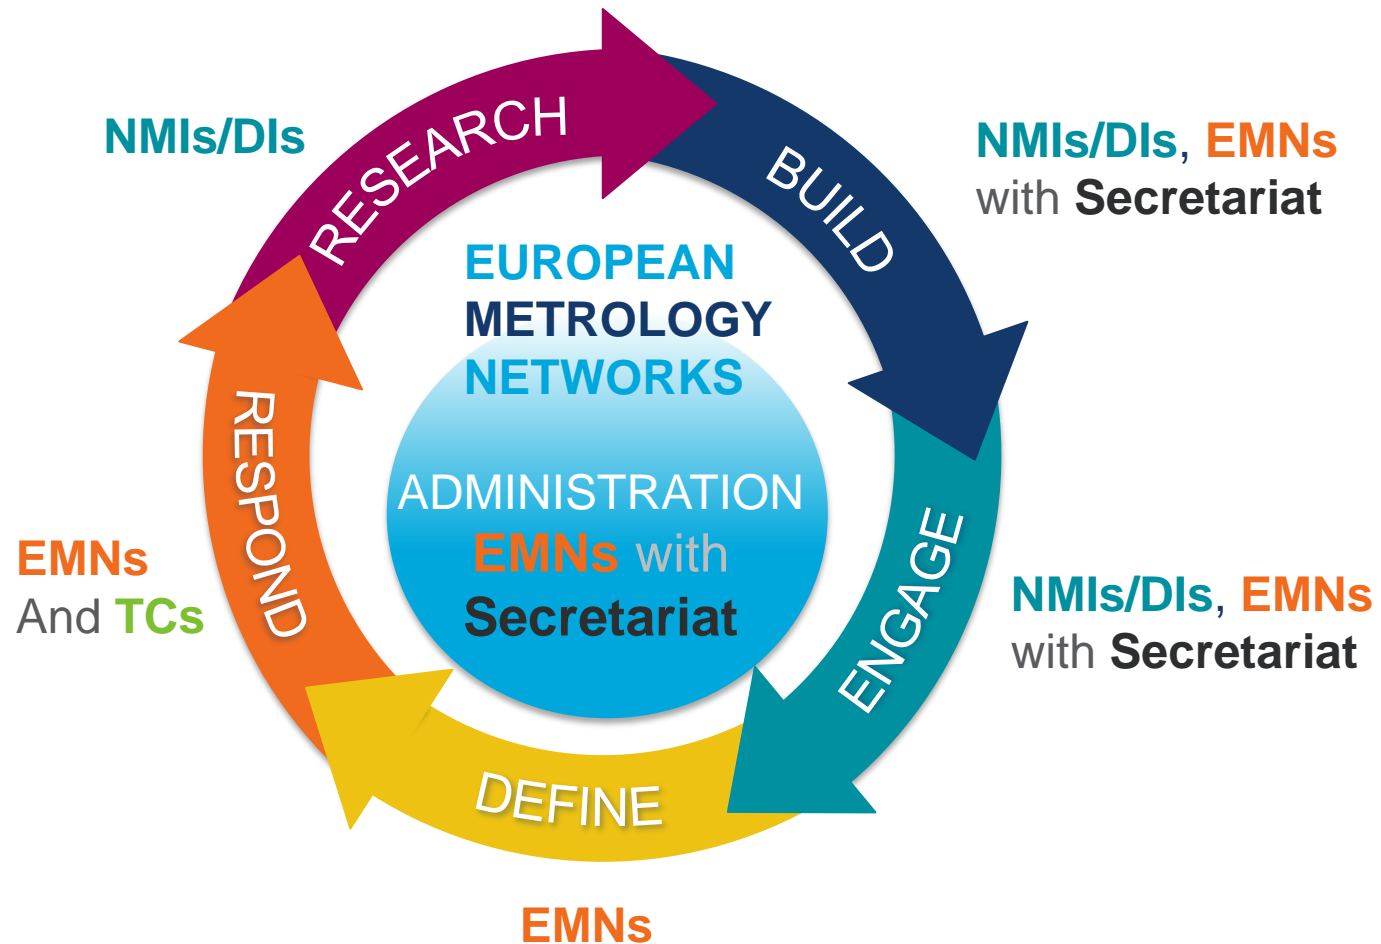 RESEARCH
NMIs/DIs
BUILD
NMIs/DIs, EMNs
with Secretariat
EUROPEAN
METROLOGY
NETWORKS
ADMINISTRATION
EMNs with
Secretariat
RESPOND
EMNs
And TCs
ENGAGE
NMIs/DIs, EMNs
with Secretariat
DEFINE
EMNs